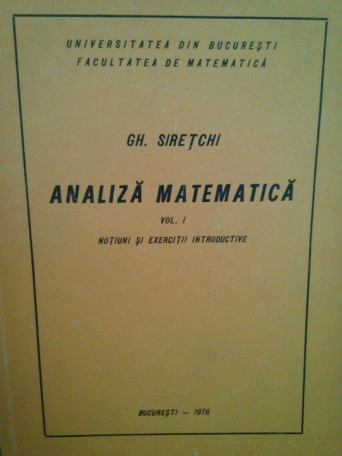 UNIVERSITATEA DIN BUCUREŞTI
FACULTATEA DE MATEMATICĂ
GH. SIREŢCHI
ANALIZĂ MATEMATICĂ
VOL. I
NOŢIUNI ŞI EXERCIŢII INTRODUCTIVE
BUCUREŞTI — 1976